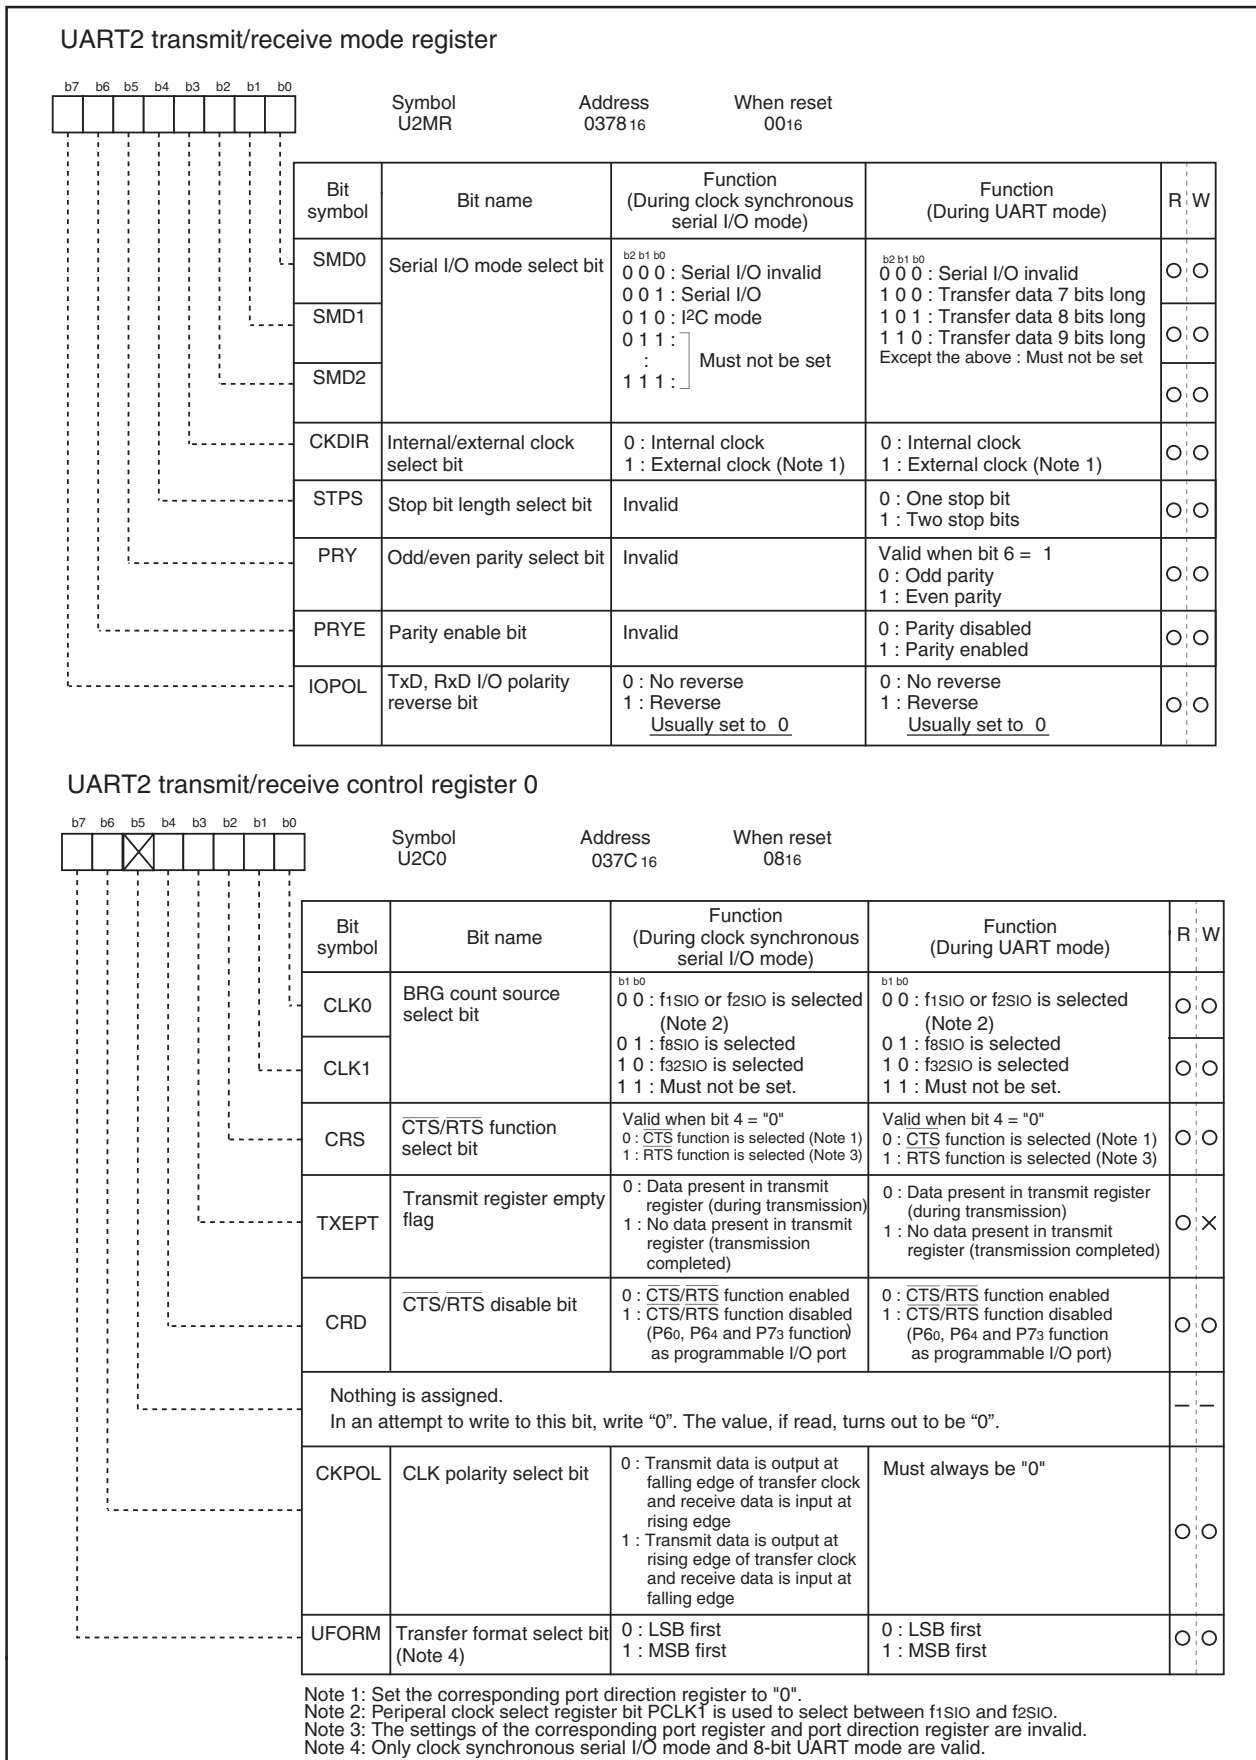 UART2 transmit/receive mode register
b7 b6 b5 b4 b3 b2 b1 b0
Symbol Address When reset
U2MR 037816 0016
Bit symbol Bit name Function (During clock synchronous serial I/O mode) Function (During UART mode) R W
SMD0 Serial I/O mode select bit
SMD1
SMD2
b2 b1 b0
0 0 0 : Serial I/O invalid
0 0 1 : Serial I/O
0 1 0 : I2C mode
0 1 1 :
:
1 1 1 :
Must not be set
b2 b1 b0
0 0 0 : Serial I/O invalid
1 0 0 : Transfer data 7 bits long
1 0 1 : Transfer data 8 bits long
1 1 0 : Transfer data 9 bits long
Except the above : Must not be set
CKDIR Internal/external clock select bit
0 : Internal clock
1 : External clock (Note 1)
0 : Internal clock
1 : External clock (Note 1)
STPS Stop bit length select bit Invalid
0 : One stop bit
1 : Two stop bits
PRY Odd/even parity select bit Invalid
Valid when bit 6 = 1
0 : Odd parity
1 : Even parity
PRYE Parity enable bit Invalid
0 : Parity disabled
1 : Parity enabled
IOPOL TxD, RxD I/O polarity reverse bit
0 : No reverse
1 : Reverse
Usually set to 0
0 : No reverse
1 : Reverse
Usually set to 0
UART2 transmit/receive control register 0
b7 b6 b5 b4 b3 b2 b1 b0
Symbol Address When reset
U2C0 037C16 0816
Bit symbol Bit name Function (During clock synchronous serial I/O mode) Function (During UART mode) R W
CLK0 BRG count source select bit
CLK1
b1 b0
0 0 : f1SIO or f2SIO is selected
(Note 2)
0 1 : f8SIO is selected
1 0 : f32SIO is selected
1 1 : Must not be set.
b1 b0
0 0 : f1SIO or f2SIO is selected
(Note 2)
0 1 : f8SIO is selected
1 0 : f32SIO is selected
1 1 : Must not be set.
CRS CTS/RTS function select bit
Valid when bit 4 = "0"
0 : CTS function is selected (Note 1)
1 : RTS function is selected (Note 3)
Valid when bit 4 = "0"
0 : CTS function is selected (Note 1)
1 : RTS function is selected (Note 3)
TXEPT Transmit register empty flag
0 : Data present in transmit
register (during transmission)
1 : No data present in transmit
register (transmission
completed)
0 : Data present in transmit register
(during transmission)
1 : No data present in transmit
register (transmission completed)
CRD CTS/RTS disable bit
0 : CTS/RTS function enabled
1 : CTS/RTS function disabled
(P60, P64 and P73 function)
as programmable I/O port
0 : CTS/RTS function enabled
1 : CTS/RTS function disabled
(P60, P64 and P73 function
as programmable I/O port)
Nothing is assigned.
In an attempt to write to this bit, write “0”. The value, if read, turns out to be “0”.
CKPOL CLK polarity select bit
0 : Transmit data is output at
falling edge of transfer clock
and receive data is input at
rising edge
1 : Transmit data is output at
rising edge of transfer clock
and receive data is input at
falling edge
Must always be "0"
UFORM Transfer format select bit (Note 4)
0 : LSB first
1 : MSB first
0 : LSB first
1 : MSB first
Note 1: Set the corresponding port direction register to "0".
Note 2: Periperal clock select register bit PCLK1 is used to select between f1SIO and f2SIO.
Note 3: The settings of the corresponding port register and port direction register are invalid.
Note 4: Only clock synchronous serial I/O mode and 8-bit UART mode are valid.